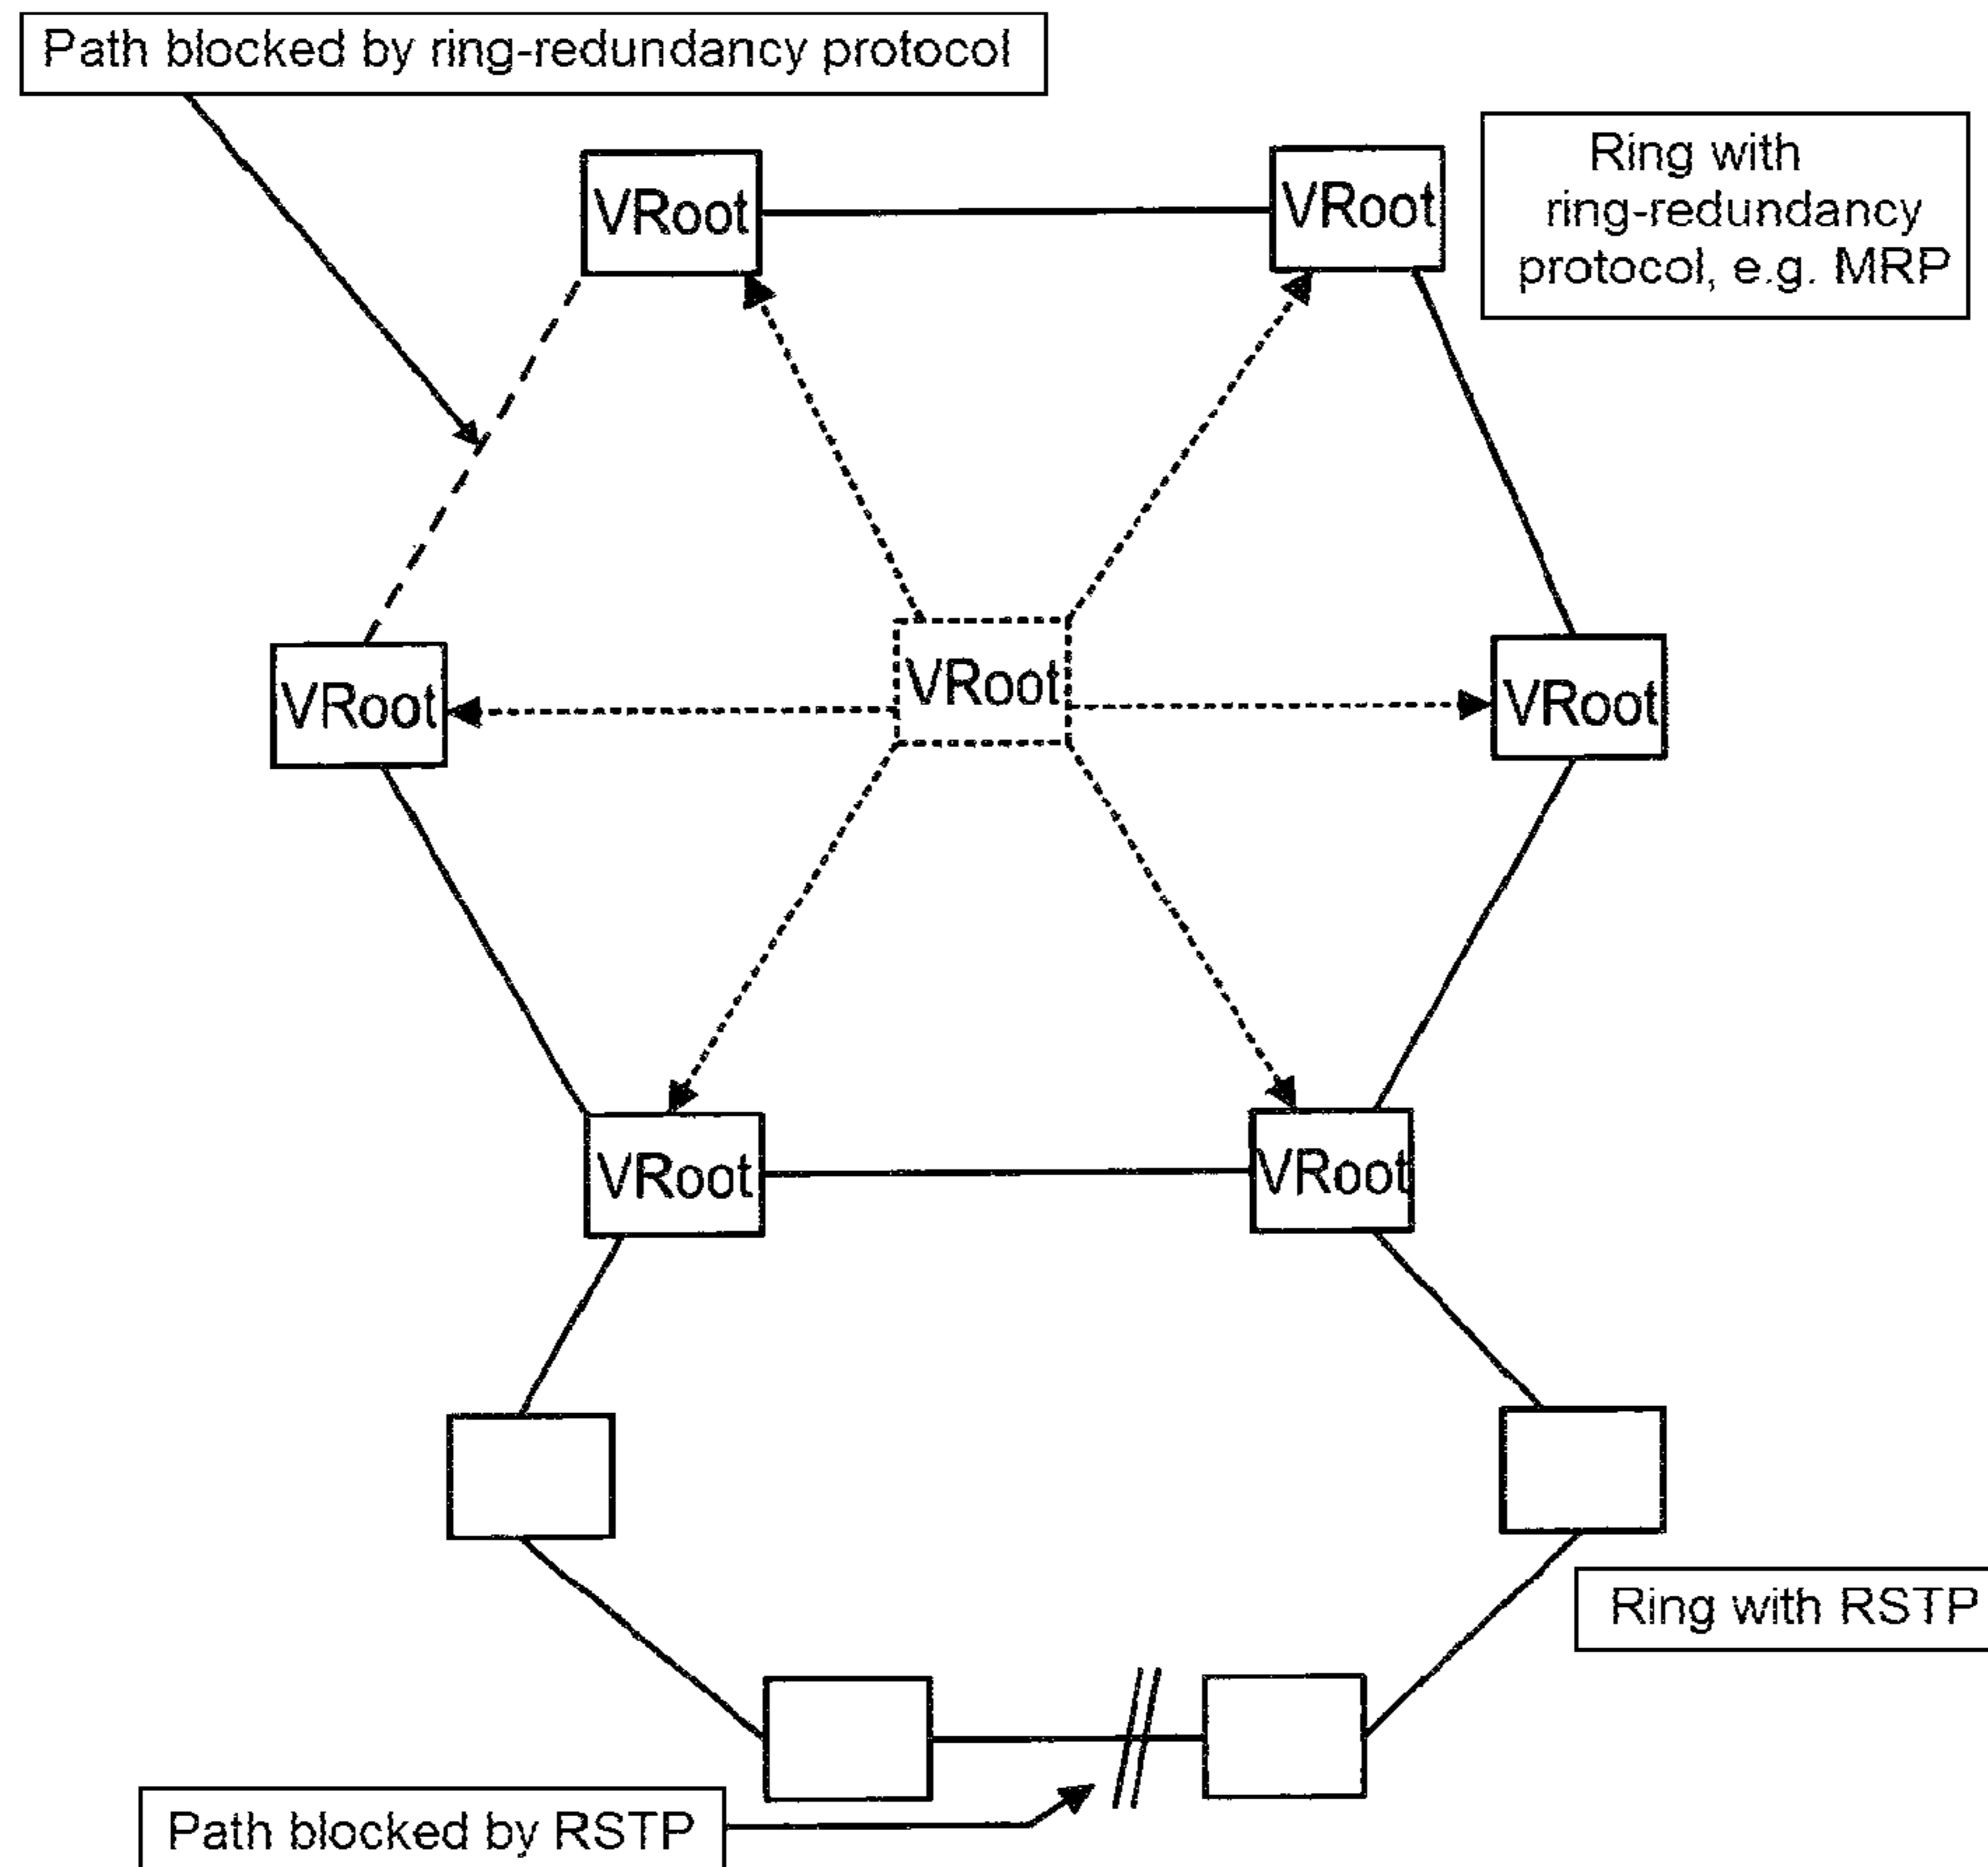 Path blocked by ring-redundancy protocol
VRoot
VRoot
Ring with
ring-redundancy
protocol, e.g. MRP
VRoot
VRoot
VRoot
VRoot
VRoot
Ring with RSTP
Path blocked by RSTP